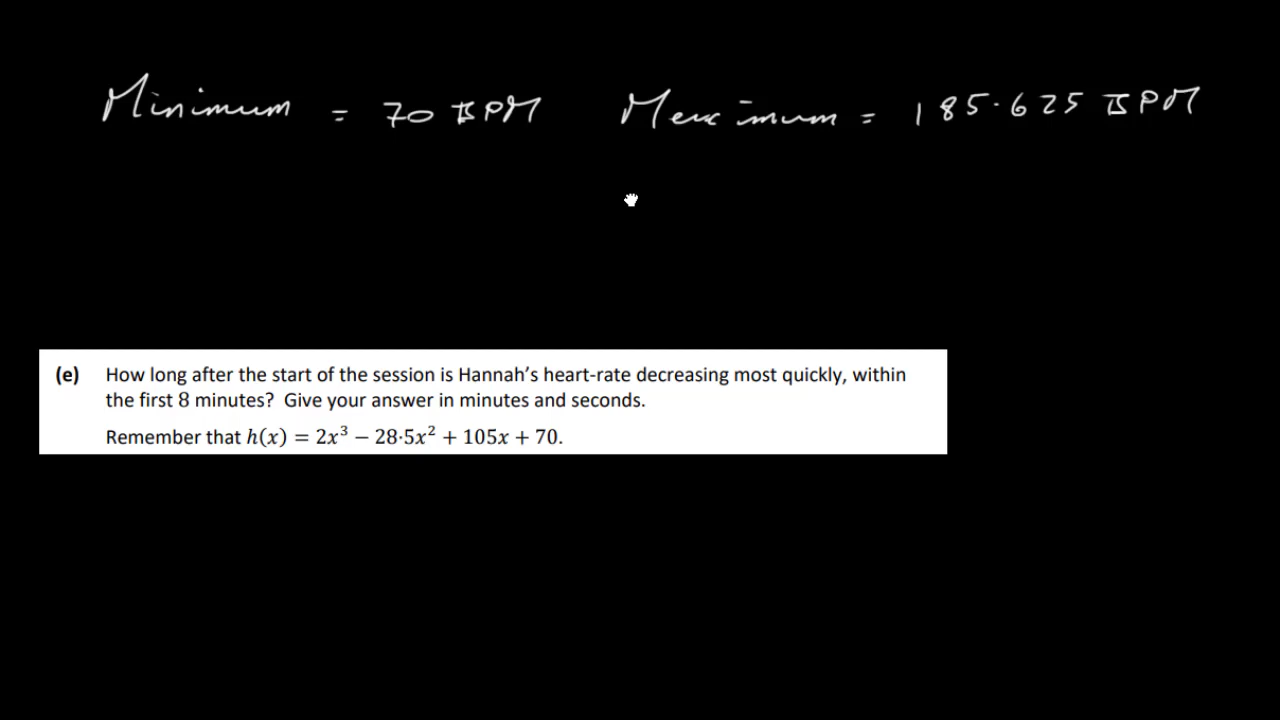 Minimum = 70 BPM Maximum = 185.625 BPM
(e) How long after the start of the session is Hannah's heart-rate decreasing most quickly, within
the first 8 minutes? Give your answer in minutes and seconds.
Remember that h(x) = 2x³ − 28·5x² + 105x + 70.